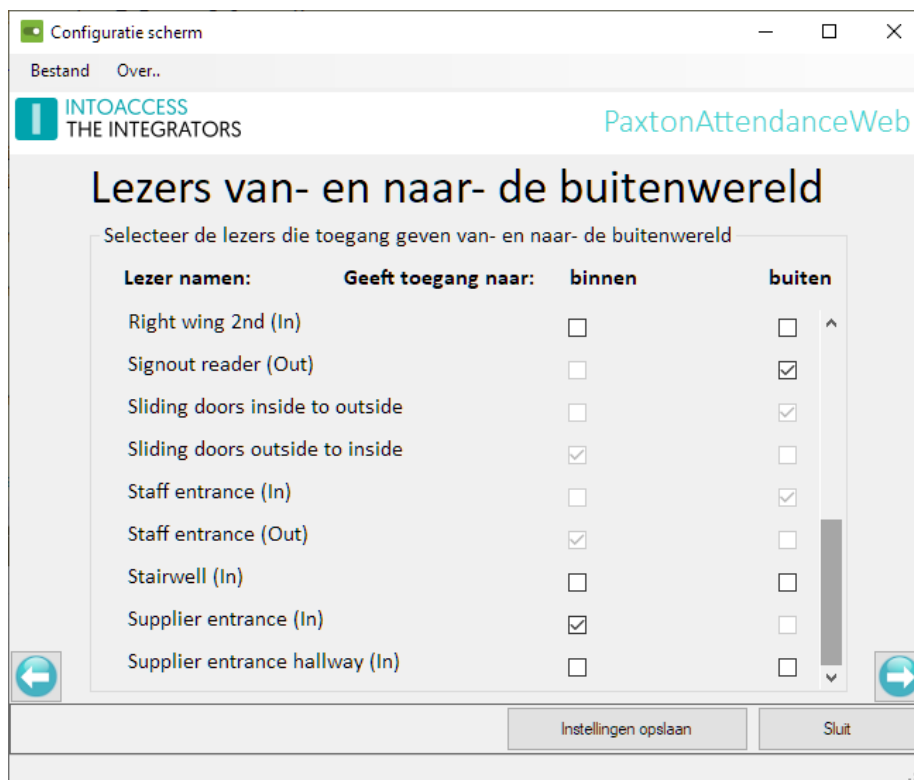 Configuratie scherm
Bestand Over..
INTOACCESS
THE INTEGRATORS
PaxtonAttendanceWeb
Lezers van- en naar- de buitenwereld
Selecteer de lezers die toegang geven van- en naar- de buitenwereld
Lezer namen: Geeft toegang naar: binnen buiten
Right wing 2nd (In)
Signout reader (Out)
Sliding doors inside to outside
Sliding doors outside to inside
Staff entrance (In)
Staff entrance (Out)
Stairwell (In)
Supplier entrance (In)
Supplier entrance hallway (In)
Instellingen opslaan Sluit